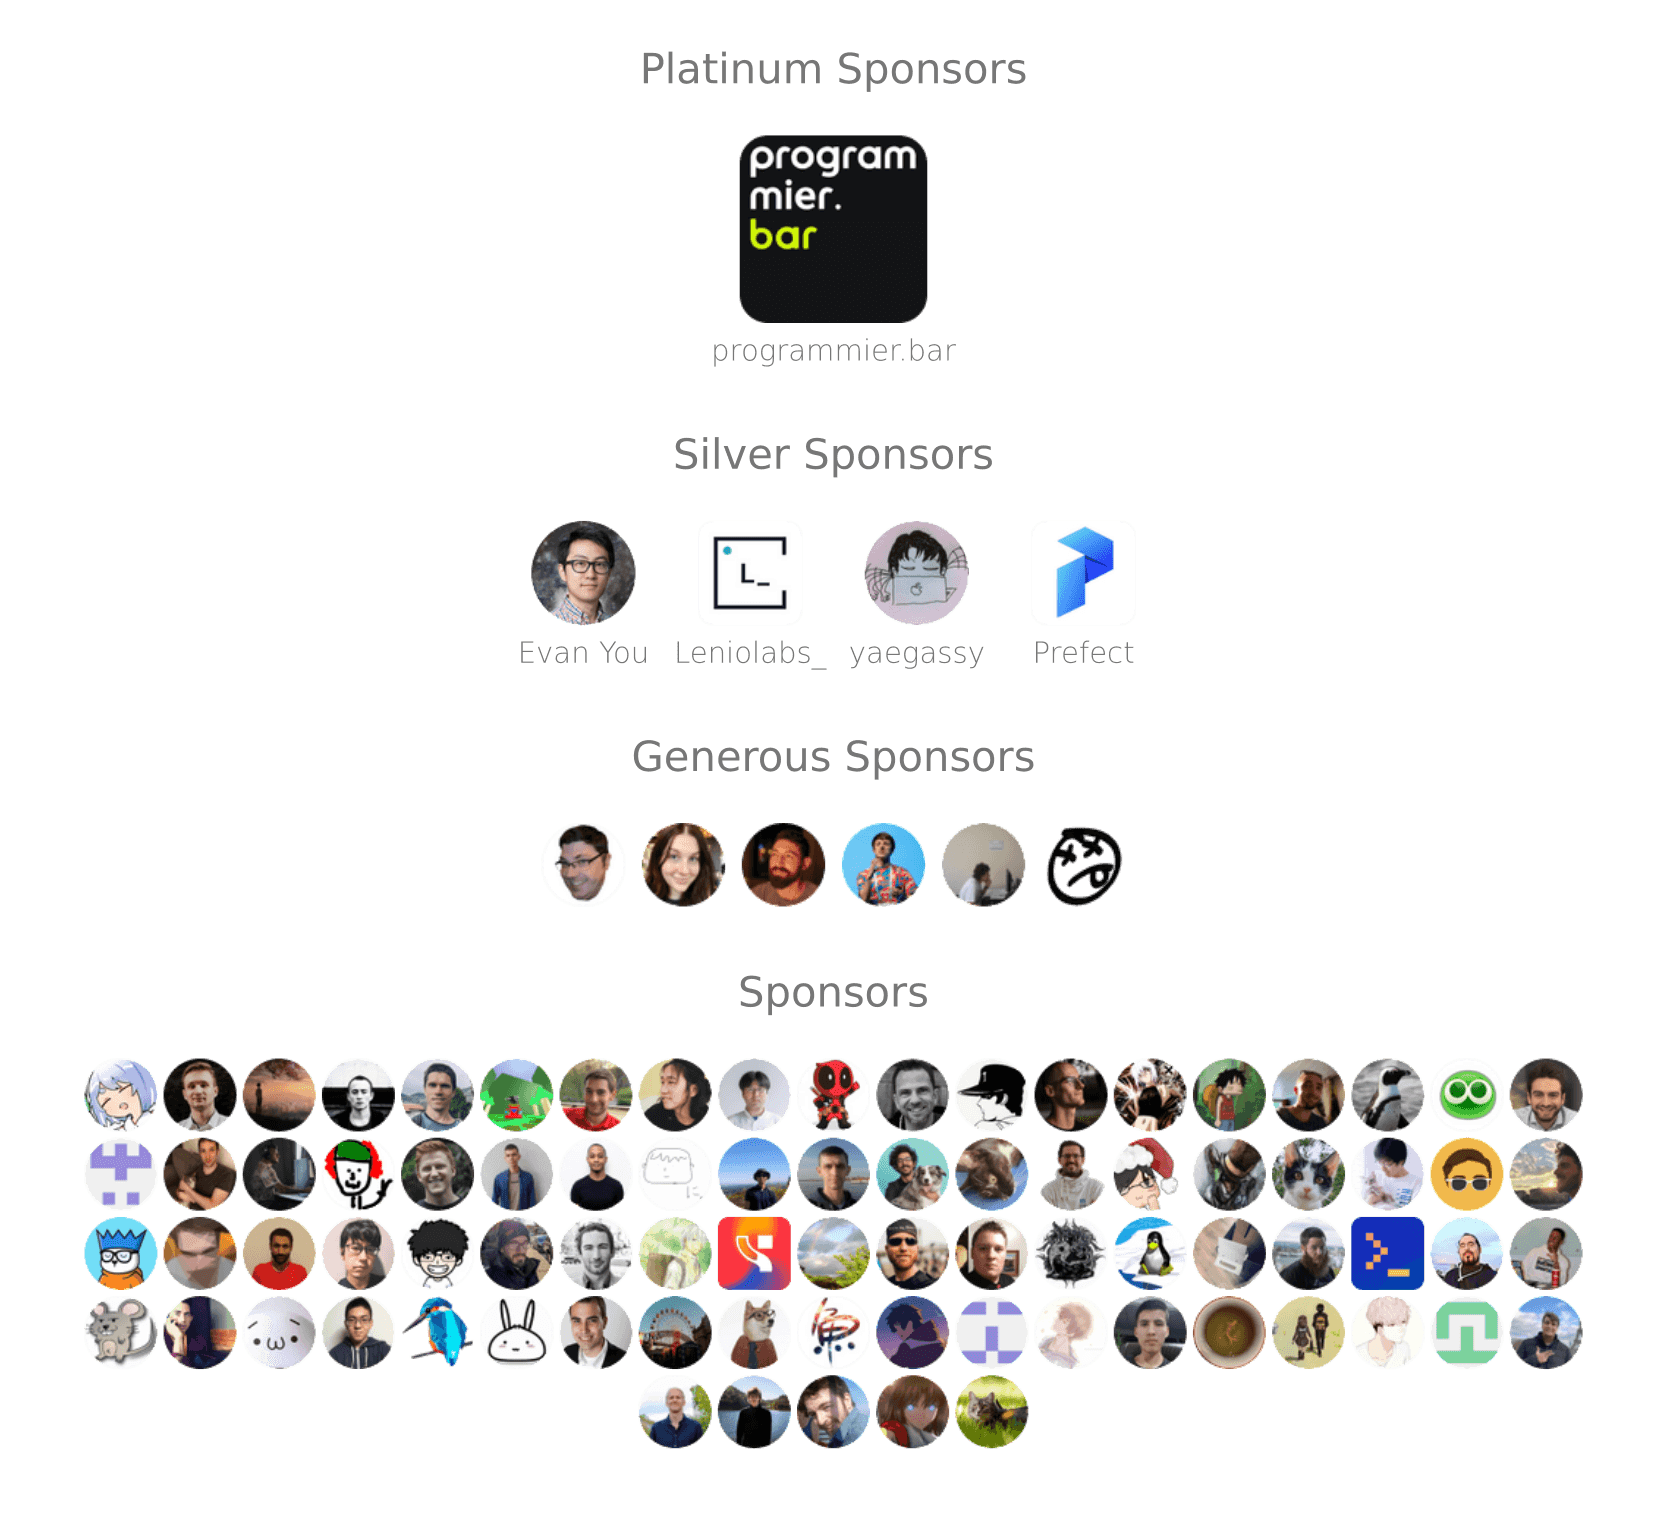 Platinum Sponsors
program
mier.
bar
programmier.bar
Silver Sponsors
L_
Evan You Leniolabs_ yaegassy Prefect
Generous Sponsors
Sponsors